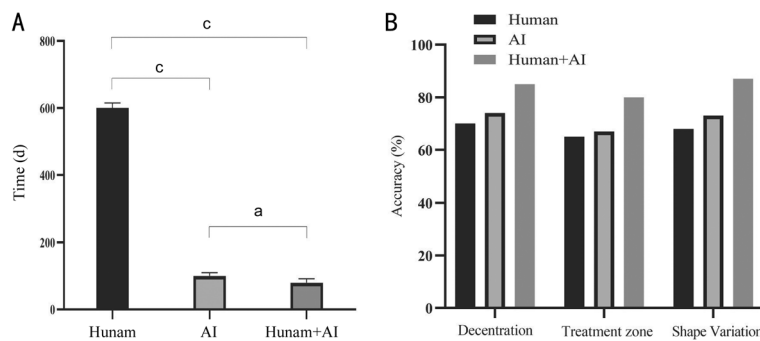 A
Time (d)
800
600
400
200
0
c
c
a
Hunam
AI
Hunam+AI
B
Human
AI
Human+AI
Accuracy (%)
100
80
60
40
20
0
Decentration
Treatment zone
Shape Variation